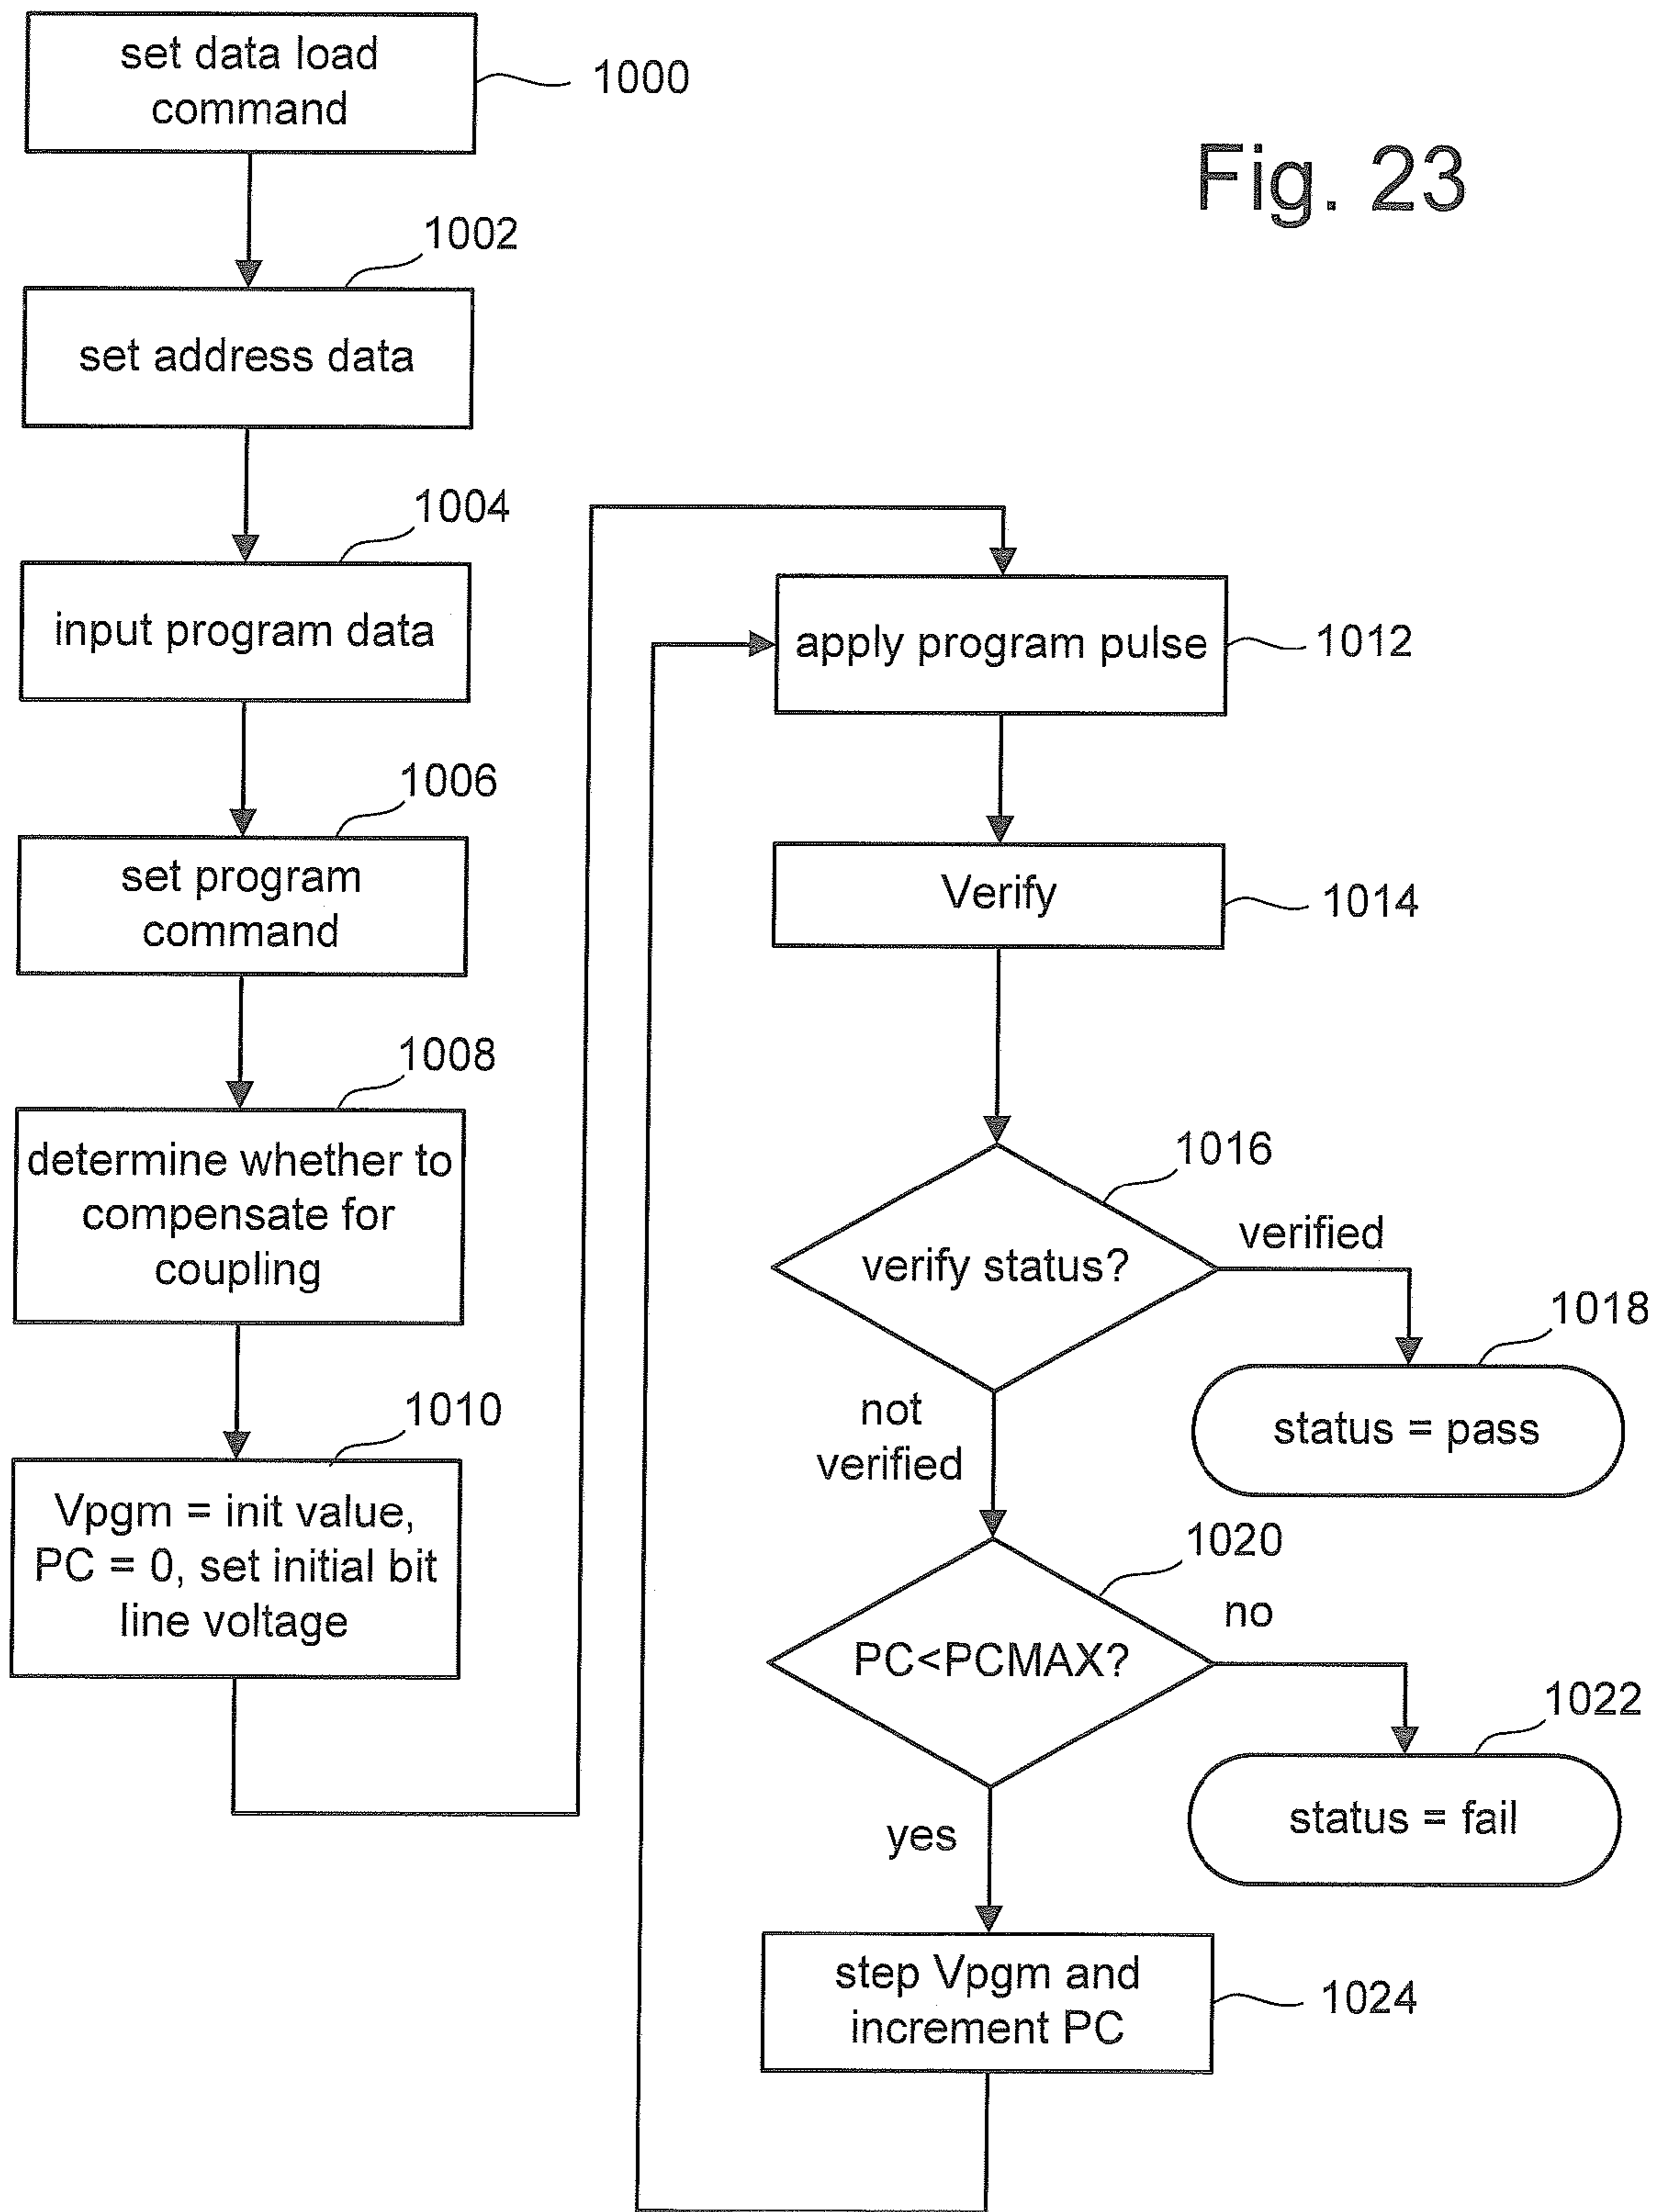 set data load
command
1000
Fig. 23
1002
set address data
1004
input program data
1006
set program
command
1008
determine whether to
compensate for
coupling
1010
Vpgm = init value,
PC = 0, set initial bit
line voltage
apply program pulse
1012
Verify
1014
1016
verify status?
verified
1018
status = pass
not
verified
1020
PC<PCMAX?
no
1022
status = fail
yes
step Vpgm and
increment PC
1024